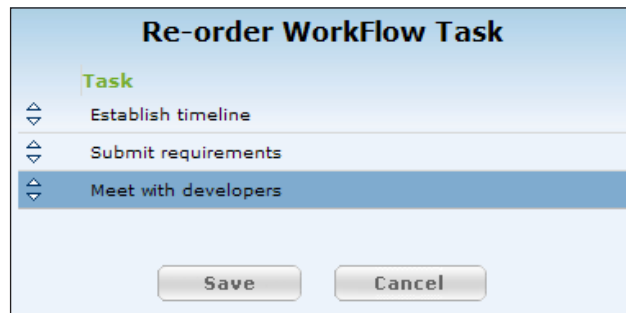 Re-order WorkFlow Task
Task
Establish timeline
Submit requirements
Meet with developers
Save Cancel